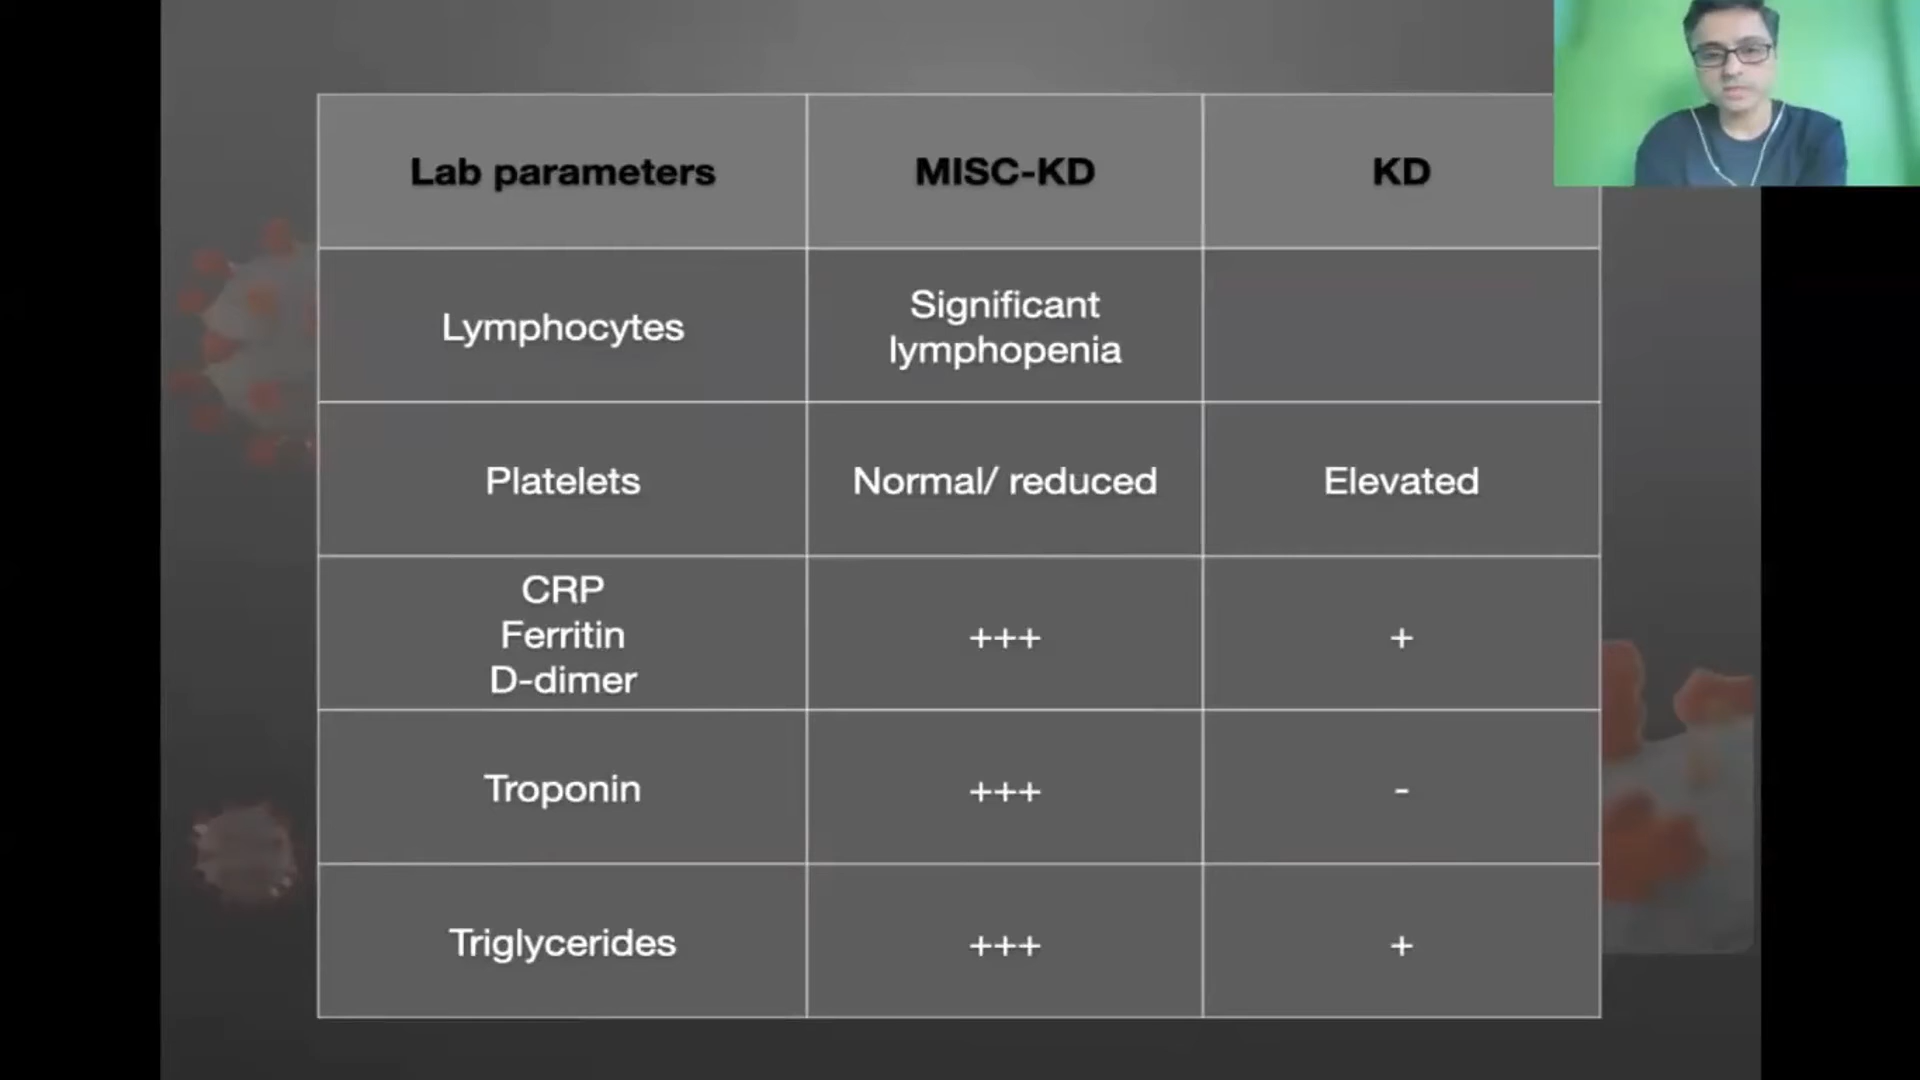 Lab parameters
MISC-KD
KD
Lymphocytes
Significant
lymphopenia
Platelets
Normal/ reduced
Elevated
CRP
Ferritin
D-dimer
+++
+
Troponin
+++
-
Triglycerides
+++
+